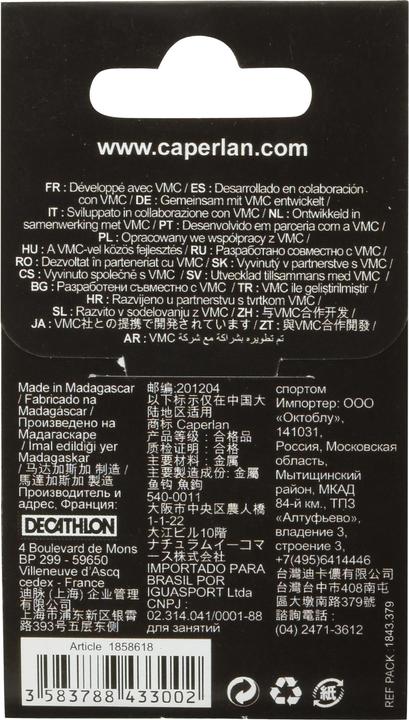 www.caperlan.com
FR : Développé avec VMC / ES : Desarrollado en colaboración
con VMC / DE : Gemeinsam mit VMC entwickelt /
IT : Sviluppato in collaborazione con VMC / NL : Ontwikkeld in
samenwerking met VMC / PT : Desenvolvido em parceria com a VMC /
PL : Opracowany we współpracy z VMC /
HU : A VMC-vel közös fejlesztés / RU : Разработано совместно с VMC /
RO : Dezvoltat în parteneriat cu VMC / SK : Vyvinutý v partnerstve s VMC /
CS : Vyvinuto společně s VMC / SV : Utvecklad tillsammans med VMC /
BG : Разработени съвместно с VMC / TR : VMC ile geliştirilmiştir /
HR : Razvijeno u partnerstvu s tvrtkom VMC /
SL : Razvito v sodelovanju z VMC / ZH : 与VMC合作开发 /
JA : VMC社との提携で開発されています / ZT : 與VMC合作開發 /
AR : تم تطويره بشراكة مع شركة VMC
Made in Madagascar
/ Fabricado na
Madagáscar /
Произведено на
Мадагаскаре
/ Imal edildiği yer
Madagaskar
/ 马达加斯加 制造 /
馬達加斯加 製造
Производитель и
адрес, Франция:
DECATHLON
4 Boulevard de Mons
BP 299 - 59650
Villeneuve d'Ascq
cedex - France
迪脉 (上海) 企业管理
有限公司
上海市浦东新区银霄
路393号五层东侧
邮编:201204
以下标示仅在中国大
陆地区适用
商标 Caperlan
产品等级 : 合格品
质检证明 : 合格
主要材料 : 金属
主要製造成份: 金屬
鱼钩 魚鉤
540-0011
大阪市中央区農人橋
1-1-22
大江ビル10階
ナチュラムイーコマ
ース株式会社
IMPORTADO PARA
BRASIL POR
IGUASPORT Ltda
CNPJ :
02.314.041/0001-88
для занятий
спортом
Импортер: ООО
«Октоблу»,
141031,
Россия, Московская
область,
Мытищинский
район, МКАД
84-й км., ТПЗ
«Алтуфьево»,
владение 3,
строение 3,
+7(495)6414446
台灣迪卡儂有限公司
台灣台中市408南屯
區大墩南路379號
諮詢電話 :
(04) 2471-3612
Article 1858618
3 583788 433002
紙
REF PACK : 1843.379